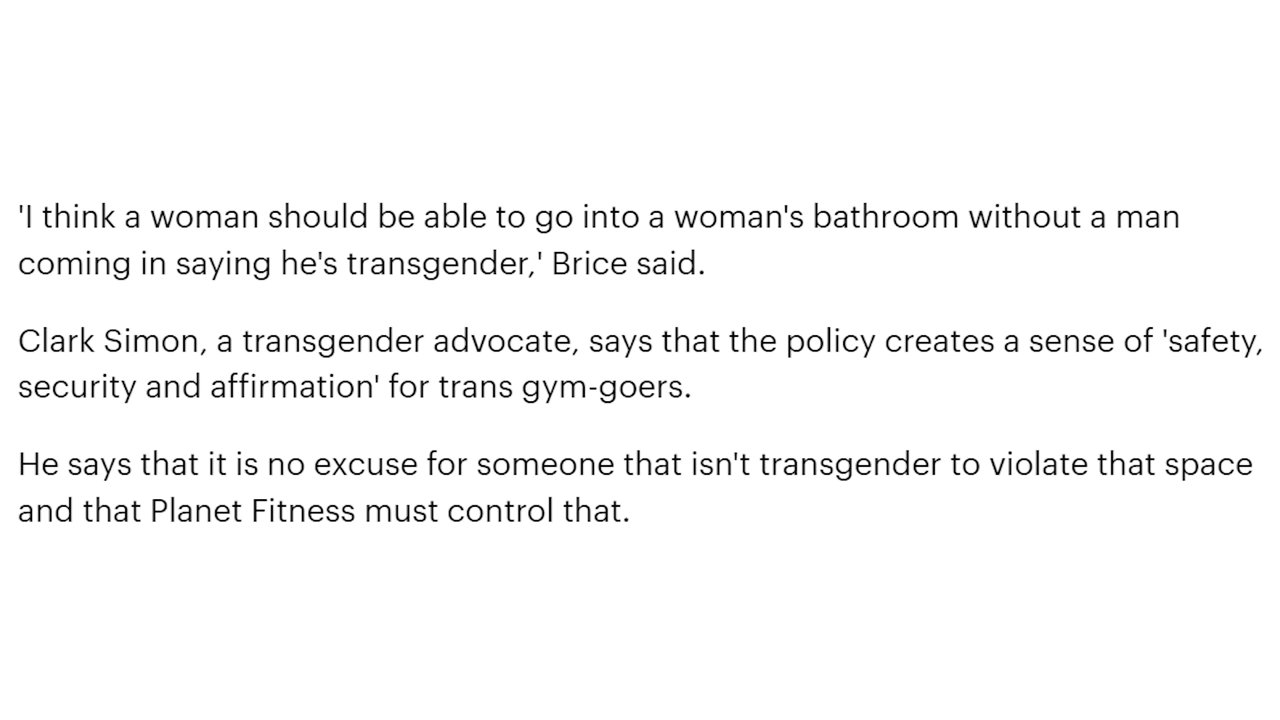 'I think a woman should be able to go into a woman's bathroom without a man
coming in saying he's transgender,' Brice said.
Clark Simon, a transgender advocate, says that the policy creates a sense of 'safety,
security and affirmation' for trans gym-goers.
He says that it is no excuse for someone that isn't transgender to violate that space
and that Planet Fitness must control that.